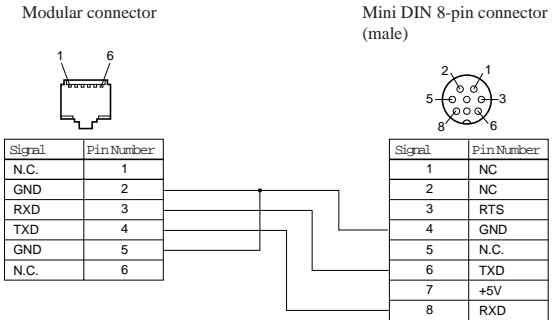 Modular connector
Mini DIN 8-pin connector
(male)
1 6
2 1
5 3
8 6
Signal Pin Number
N.C. 1
GND 2
RXD 3
TXD 4
GND 5
N.C. 6
Signal Pin Number
1 NC
2 NC
3 RTS
4 GND
5 N.C.
6 TXD
7 +5V
8 RXD